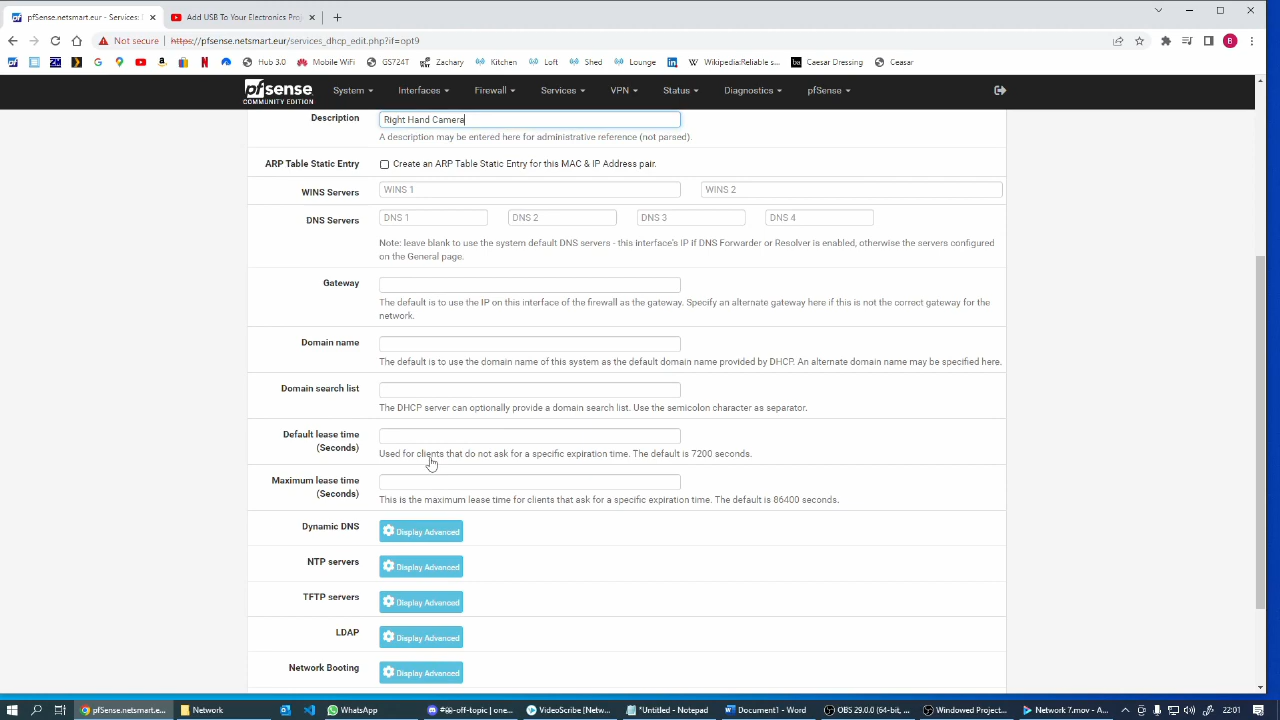 pfSense.netsmart.eur - Services:
Add USB To Your Electronics Proj
Not secure | https://pfsense.netsmart.eur/services_dhcp_edit.php?if=opt9
B
Hub 3.0
Mobile WiFi
GS724T
Zachary
Kitchen
Loft
Shed
Lounge
Wikipedia:Reliable s...
Caesar Dressing
Ceasar
pfsense
COMMUNITY EDITION
System
Interfaces
Firewall
Services
VPN
Status
Diagnostics
pfSense
Description
Right Hand Camera
A description may be entered here for administrative reference (not parsed).
ARP Table Static Entry
Create an ARP Table Static Entry for this MAC & IP Address pair.
WINS Servers
WINS 1
WINS 2
DNS Servers
DNS 1
DNS 2
DNS 3
DNS 4
Note: leave blank to use the system default DNS servers - this interface's IP If DNS Forwarder or Resolver is enabled, otherwise the servers configured
on the General page.
Gateway
The default is to use the IP on this interface of the firewall as the gateway. Specify an alternate gateway here if this is not the correct gateway for the
network.
Domain name
The default is to use the domain name of this system as the default domain name provided by DHCP. An alternate domain name may be specified here.
Domain search list
The DHCP server can optionally provide a domain search list. Use the semicolon character as separator.
Default lease time
(Seconds)
Used for clients that do not ask for a specific expiration time. The default is 7200 seconds.
Maximum lease time
(Seconds)
This is the maximum lease time for clients that ask for a specific expiration time. The default is 86400 seconds.
Dynamic DNS
Display Advanced
NTP servers
Display Advanced
TFTP servers
Display Advanced
LDAP
Display Advanced
Network Booting
Display Advanced
pfSense.netsmart.e...
Network
WhatsApp
VideoScribe [Netw...
*Untitled - Notepad
Document1 - Word
OBS 29.0.0 (64-bit, ...
Windowed Projec...
Network 7.mov - A...
22:01